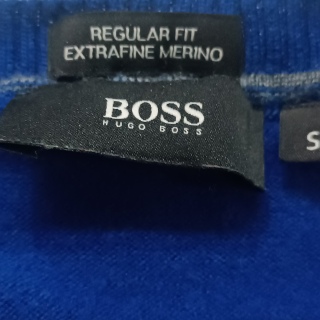 REGULAR FIT
EXTRAFINE MERINO
BOSS
HUGO BOSS
S